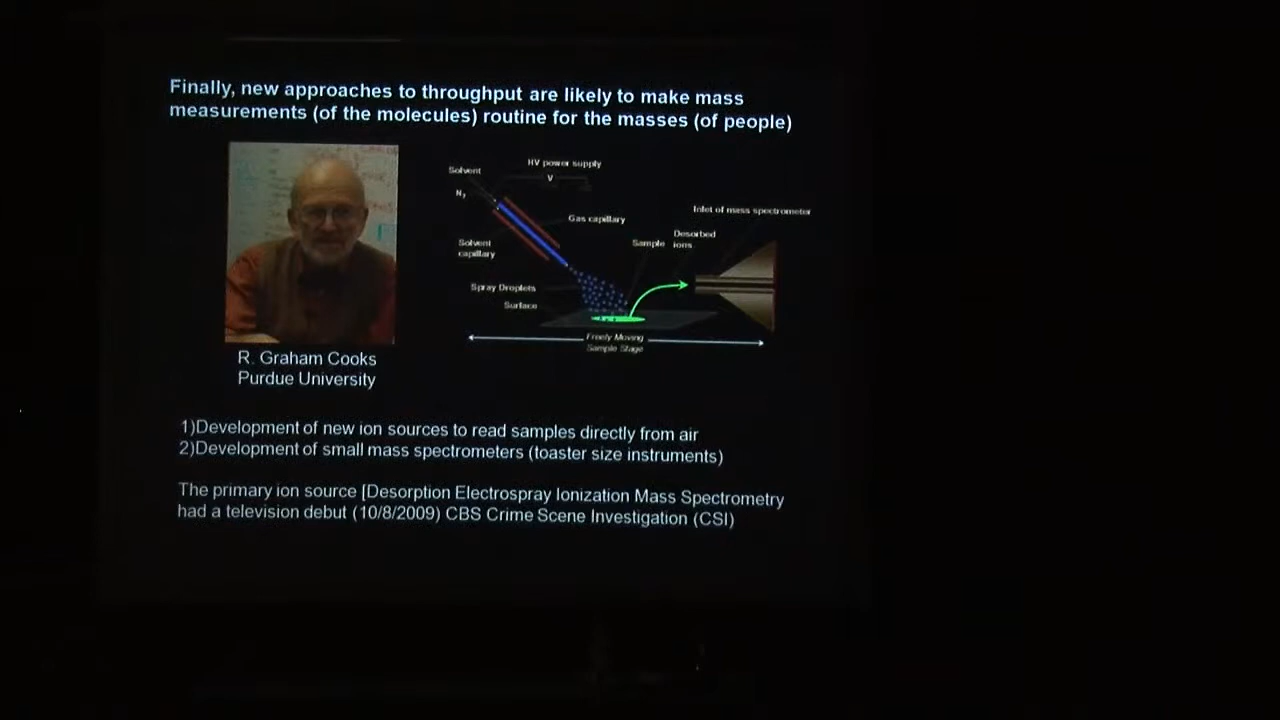 Finally, new approaches to throughput are likely to make mass
measurements (of the molecules) routine for the masses (of people)
HV power supply
V
Solvent
N₂
Gas capillary
Inlet of mass spectrometer
Desorbed
ions
Sample
Solvent
capillary
Spray Droplets
Surface
Freely Moving
Sample Stage
R. Graham Cooks
Purdue University
1)Development of new ion sources to read samples directly from air
2)Development of small mass spectrometers (toaster size instruments)
The primary ion source [Desorption Electrospray Ionization Mass Spectrometry
had a television debut (10/8/2009) CBS Crime Scene Investigation (CSI)